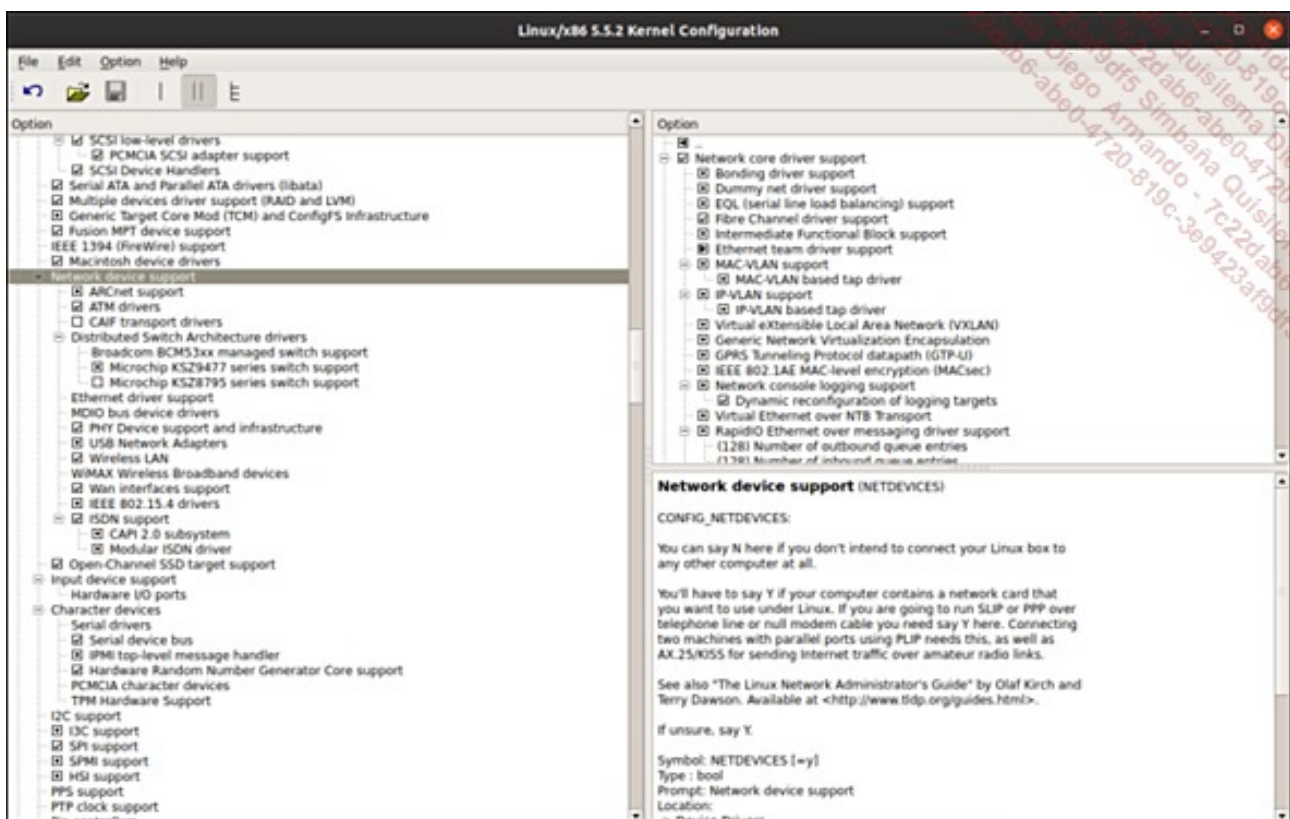 Linux/x86 5.5.2 Kernel Configuration
File Edit Option Help
Option
SCSI low-level drivers
PCMCIA SCSI adapter support
SCSI Device Handlers
Serial ATA and Parallel ATA drivers (libata)
Multiple devices driver support (RAID and LVM)
Generic Target Core Mod (TCM) and ConfigFS Infrastructure
Fusion MPT device support
IEEE 1394 (FireWire) support
Macintosh device drivers
Network device support
ARCnet support
ATM drivers
CAIF transport drivers
Distributed Switch Architecture drivers
Broadcom BCM53xx managed switch support
Microchip KSZ9477 series switch support
Microchip KSZ8795 series switch support
Ethernet driver support
MDIO bus device drivers
PHY Device support and infrastructure
USB Network Adapters
Wireless LAN
WiMAX Wireless Broadband devices
Wan interfaces support
IEEE 802.15.4 drivers
ISDN support
CAPI 2.0 subsystem
Modular ISDN driver
Open-Channel SSD target support
Input device support
Hardware I/O ports
Character devices
Serial drivers
Serial device bus
IPMI top-level message handler
Hardware Random Number Generator Core support
PCMCIA character devices
TPM Hardware Support
I2C support
I3C support
SPI support
SPMI support
HSI support
PPS support
PTP clock support
Option
..
Network core driver support
Bonding driver support
Dummy net driver support
EQL (serial line load balancing) support
Fibre Channel driver support
Intermediate Functional Block support
Ethernet team driver support
MAC-VLAN support
MAC-VLAN based tap driver
IP-VLAN support
IP-VLAN based tap driver
Virtual eXtensible Local Area Network (VXLAN)
Generic Network Virtualization Encapsulation
GPRS Tunneling Protocol datapath (GTP-U)
IEEE 802.1AE MAC-level encryption (MACsec)
Network console logging support
Dynamic reconfiguration of logging targets
Virtual Ethernet over NTB Transport
RapidIO Ethernet over messaging driver support
(128) Number of outbound queue entries
(128) Number of inbound queue entries
Network device support (NETDEVICES)
CONFIG_NETDEVICES:
You can say N here if you don't intend to connect your Linux box to
any other computer at all.
You'll have to say Y if your computer contains a network card that
you want to use under Linux. If you are going to run SLIP or PPP over
telephone line or null modem cable you need say Y here. Connecting
two machines with parallel ports using PLIP needs this, as well as
AX.25/KISS for sending Internet traffic over amateur radio links.
See also "The Linux Network Administrator's Guide" by Olaf Kirch and
Terry Dawson. Available at <http://www.tldp.org/guides.html>.
If unsure, say Y.
Symbol: NETDEVICES [=y]
Type : bool
Prompt: Network device support
Location:
-> Device Drivers
Diego Armando - 7c22dab6
Simbaña Quisilema